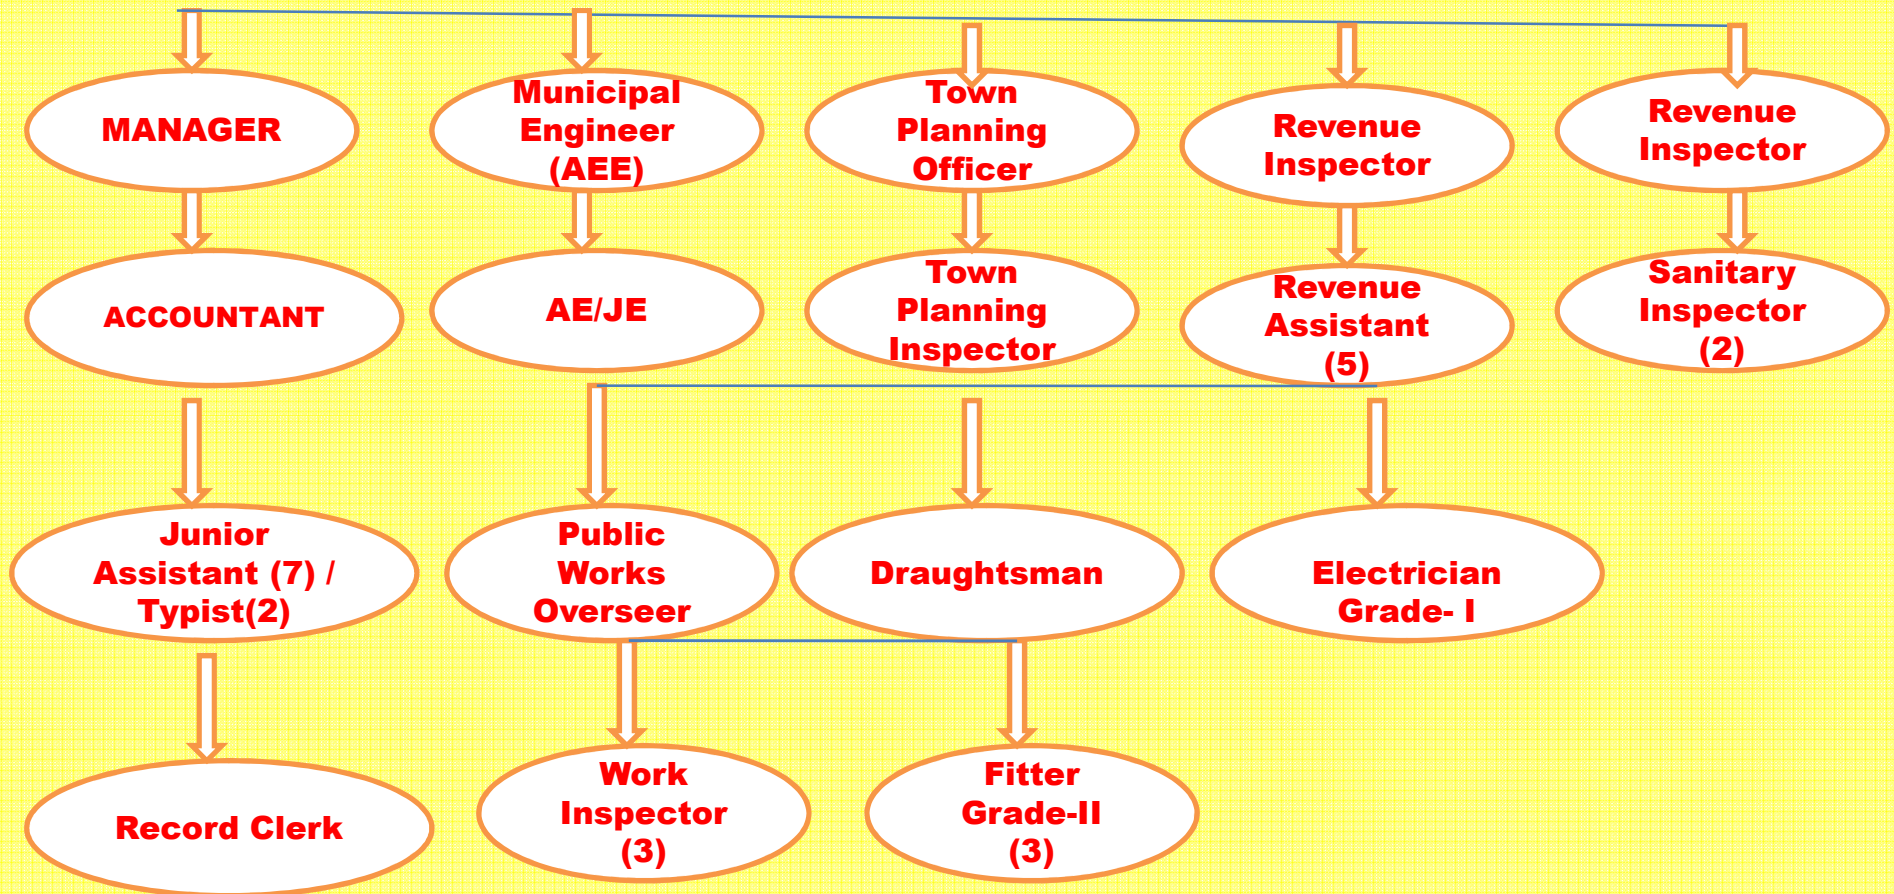 MANAGER
Municipal
Engineer
(AEE)
Town
Planning
Officer
Revenue
Inspector
Revenue
Inspector
ACCOUNTANT
AE/JE
Town
Planning
Inspector
Revenue
Assistant
(5)
Sanitary
Inspector
(2)
Junior
Assistant (7) /
Typist(2)
Public
Works
Overseer
Draughtsman
Electrician
Grade- I
Record Clerk
Work
Inspector
(3)
Fitter
Grade-II
(3)